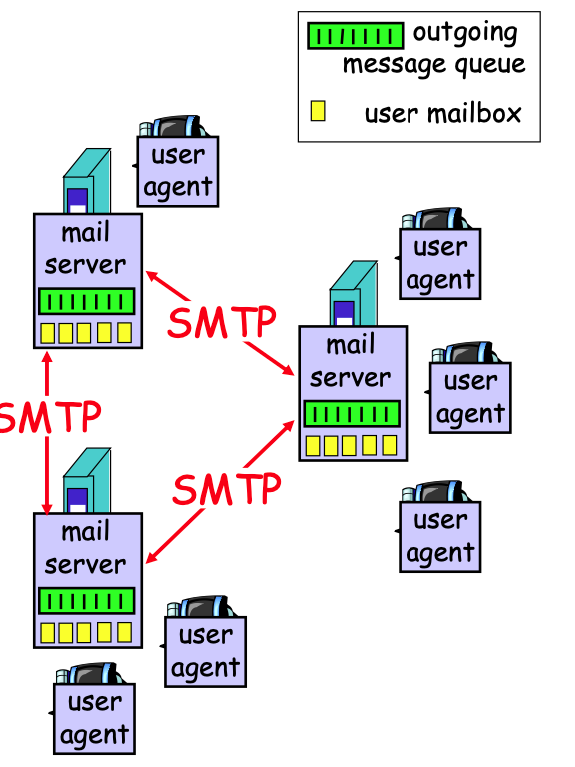 outgoing
message queue
user mailbox
user
agent
mail
server
user
agent
SMTP
mail
server
user
agent
SMTP
SMTP
mail
server
user
agent
user
agent
user
agent